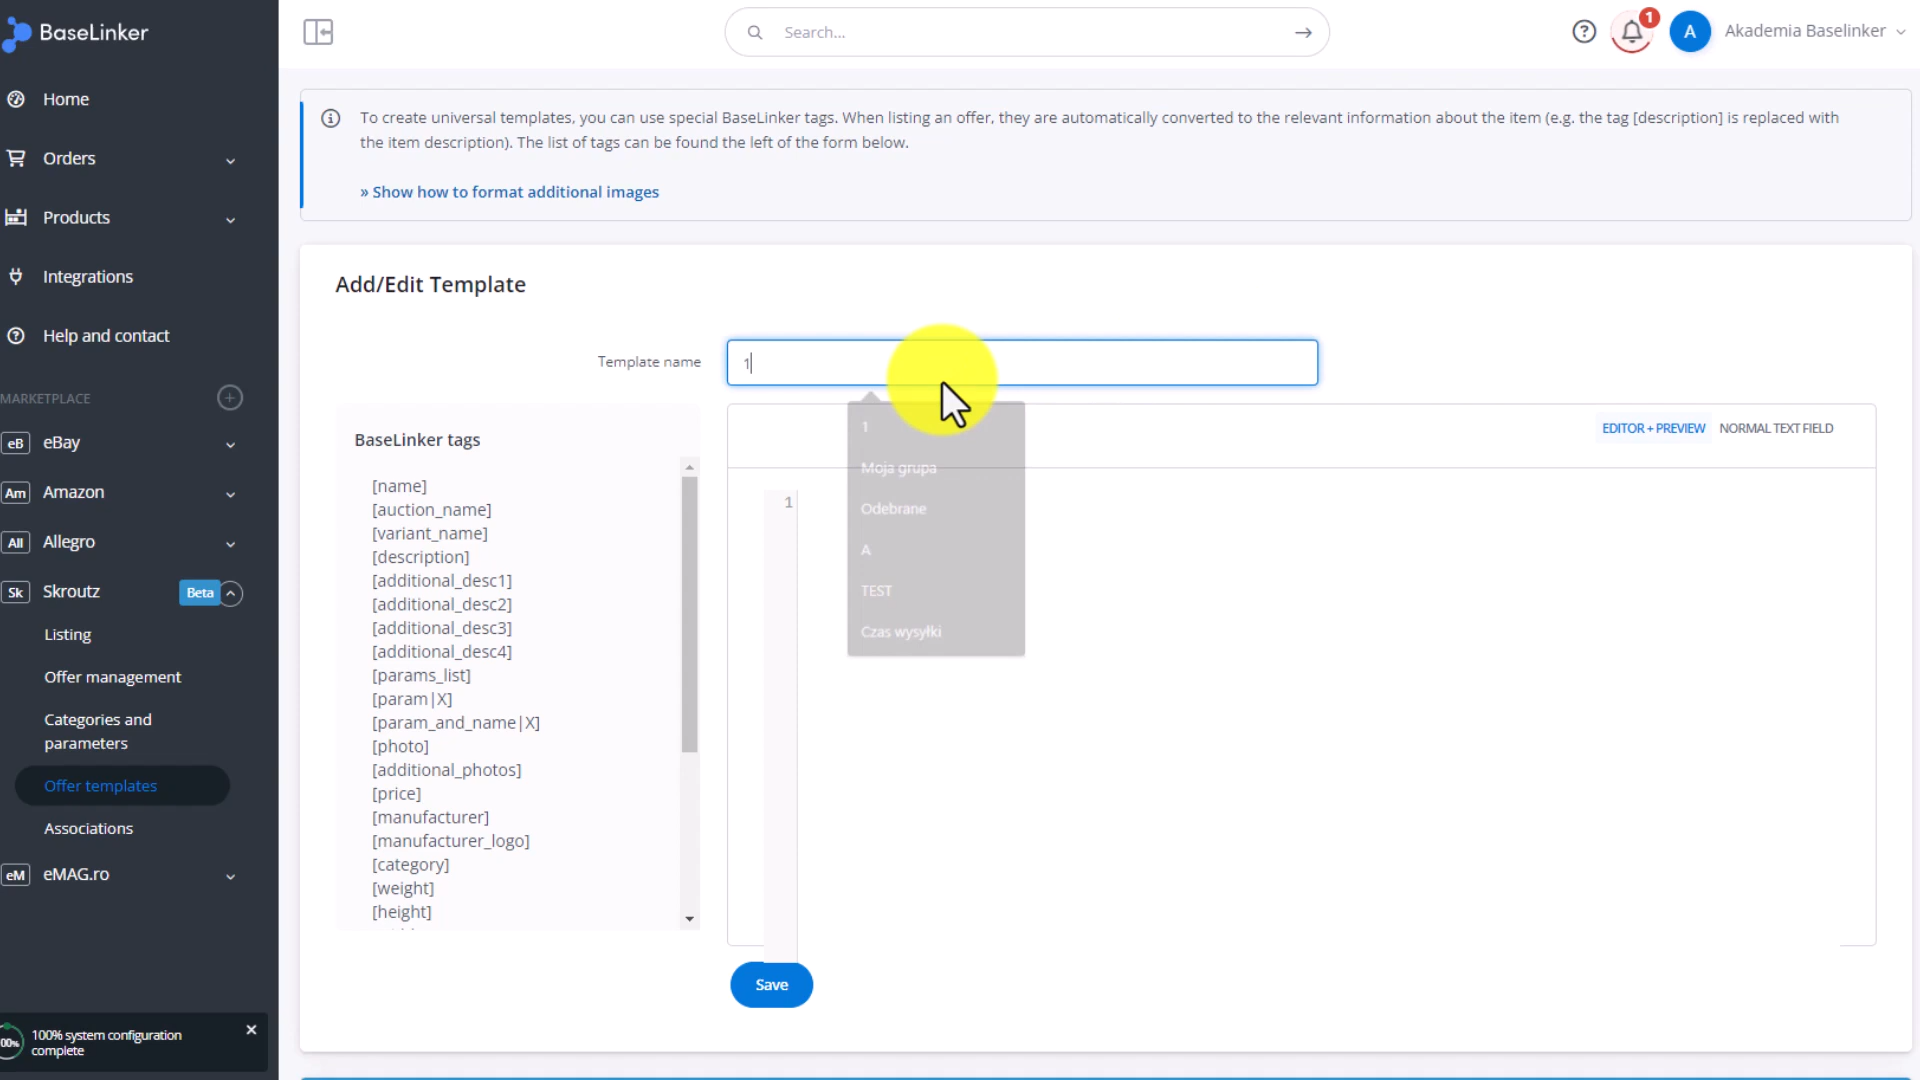 BaseLinker
Search...
1
A
Akademia Baselinker
Home
Orders
Products
Integrations
Help and contact
MARKETPLACE
eB eBay
Am Amazon
All Allegro
Sk Skroutz Beta
Listing
Offer management
Categories and
parameters
Offer templates
Associations
eM eMAG.ro
100% system configuration
complete
To create universal templates, you can use special BaseLinker tags. When listing an offer, they are automatically converted to the relevant information about the item (e.g. the tag [description] is replaced with
the item description). The list of tags can be found the left of the form below.
» Show how to format additional images
Add/Edit Template
Template name
1
BaseLinker tags
[name]
[auction_name]
[variant_name]
[description]
[additional_desc1]
[additional_desc2]
[additional_desc3]
[additional_desc4]
[params_list]
[param|X]
[param_and_name|X]
[photo]
[additional_photos]
[price]
[manufacturer]
[manufacturer_logo]
[category]
[weight]
[height]
EDITOR + PREVIEW NORMAL TEXT FIELD
1
1
Moja grupa
Odebrane
A
TEST
Czas wysyłki
Save